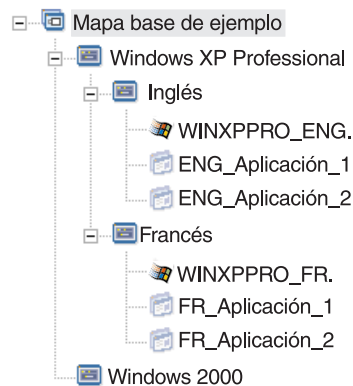 Mapa base de ejemplo
Windows XP Professional
Inglés
WINXPPRO_ENG.
ENG_Aplicación_1
ENG_Aplicación_2
Francés
WINXPPRO_FR.
FR_Aplicación_1
FR_Aplicación_2
Windows 2000